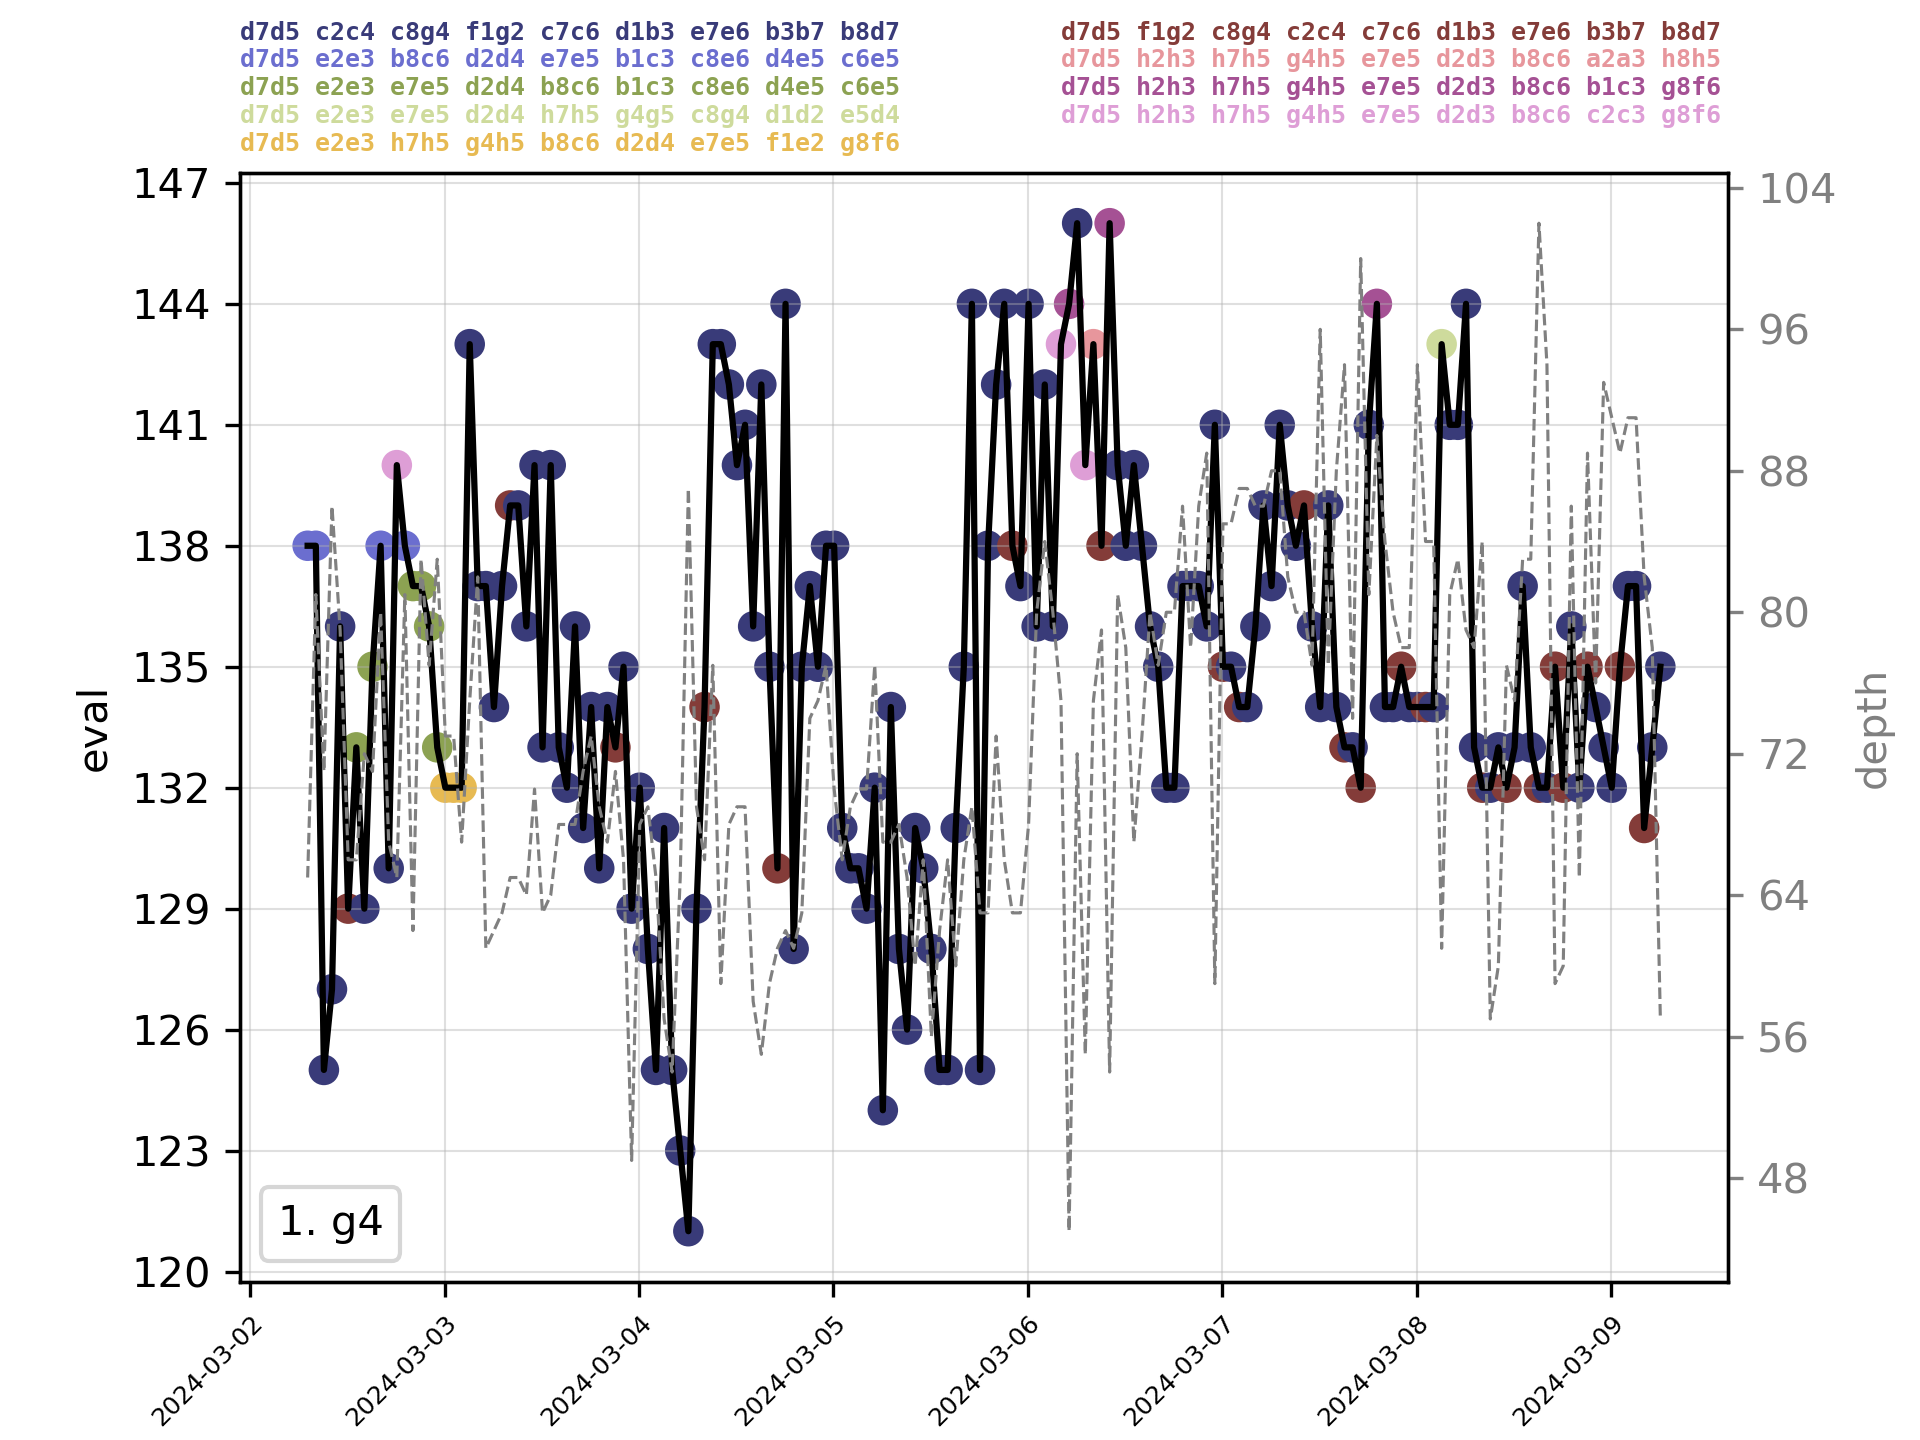 d7d5 c2c4 c8g4 f1g2 c7c6 d1b3 e7e6 b3b7 b8d7
d7d5 e2e3 b8c6 d2d4 e7e5 b1c3 c8e6 d4e5 c6e5
d7d5 e2e3 e7e5 d2d4 b8c6 b1c3 c8e6 d4e5 c6e5
d7d5 e2e3 e7e5 d2d4 h7h5 g4g5 c8g4 d1d2 e5d4
d7d5 e2e3 h7h5 g4h5 b8c6 d2d4 e7e5 f1e2 g8f6
d7d5 f1g2 c8g4 c2c4 c7c6 d1b3 e7e6 b3b7 b8d7
d7d5 h2h3 h7h5 g4h5 e7e5 d2d3 b8c6 a2a3 h8h5
d7d5 h2h3 h7h5 g4h5 e7e5 d2d3 b8c6 b1c3 g8f6
d7d5 h2h3 h7h5 g4h5 e7e5 d2d3 b8c6 c2c3 g8f6
147
144
141
138
135
132
129
126
123
120
eval
104
96
88
80
72
64
56
48
depth
1. g4
2024-03-02
2024-03-03
2024-03-04
2024-03-05
2024-03-06
2024-03-07
2024-03-08
2024-03-09